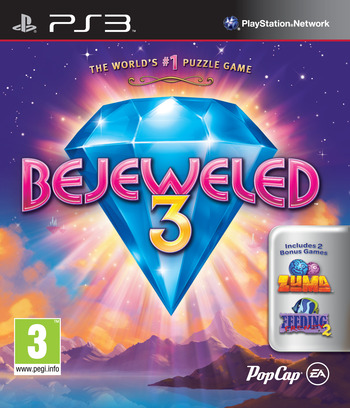 PS3
PlayStation®Network
THE WORLD'S #1 PUZZLE GAME
BEJEWELED
3
Includes 2
Bonus Games
ZUMA
FEEDING
2
3
www.pegi.info
PopCap
EA